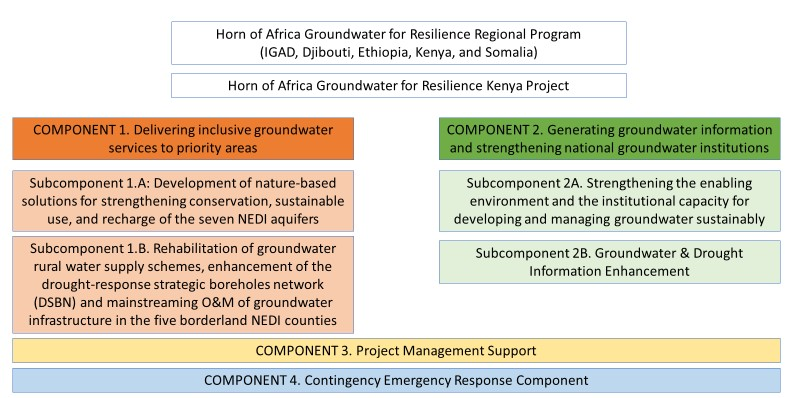 Horn of Africa Groundwater for Resilience Regional Program
(IGAD, Djibouti, Ethiopia, Kenya, and Somalia)
Horn of Africa Groundwater for Resilience Kenya Project
COMPONENT 1. Delivering inclusive groundwater
services to priority areas
Subcomponent 1.A: Development of nature-based
solutions for strengthening conservation, sustainable
use, and recharge of the seven NEDI aquifers
Subcomponent 1.B. Rehabilitation of groundwater
rural water supply schemes, enhancement of the
drought-response strategic boreholes network
(DSBN) and mainstreaming O&M of groundwater
infrastructure in the five borderland NEDI counties
COMPONENT 2. Generating groundwater information
and strengthening national groundwater institutions
Subcomponent 2A. Strengthening the enabling
environment and the institutional capacity for
developing and managing groundwater sustainably
Subcomponent 2B. Groundwater & Drought
Information Enhancement
COMPONENT 3. Project Management Support
COMPONENT 4. Contingency Emergency Response Component